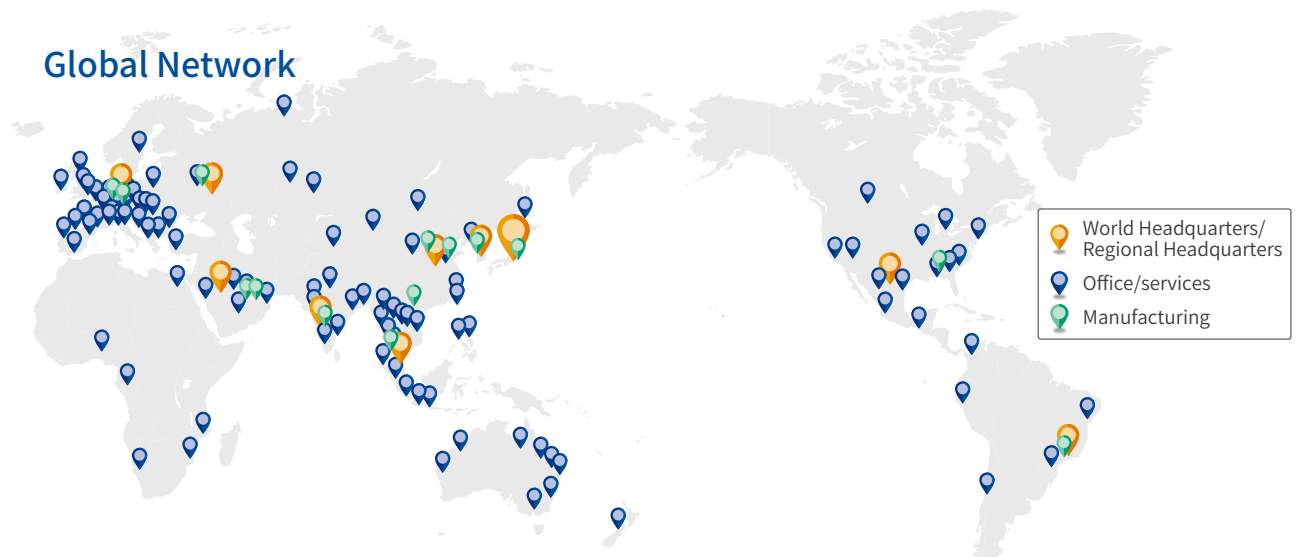 Global Network
World Headquarters/
Regional Headquarters
Office/services
Manufacturing